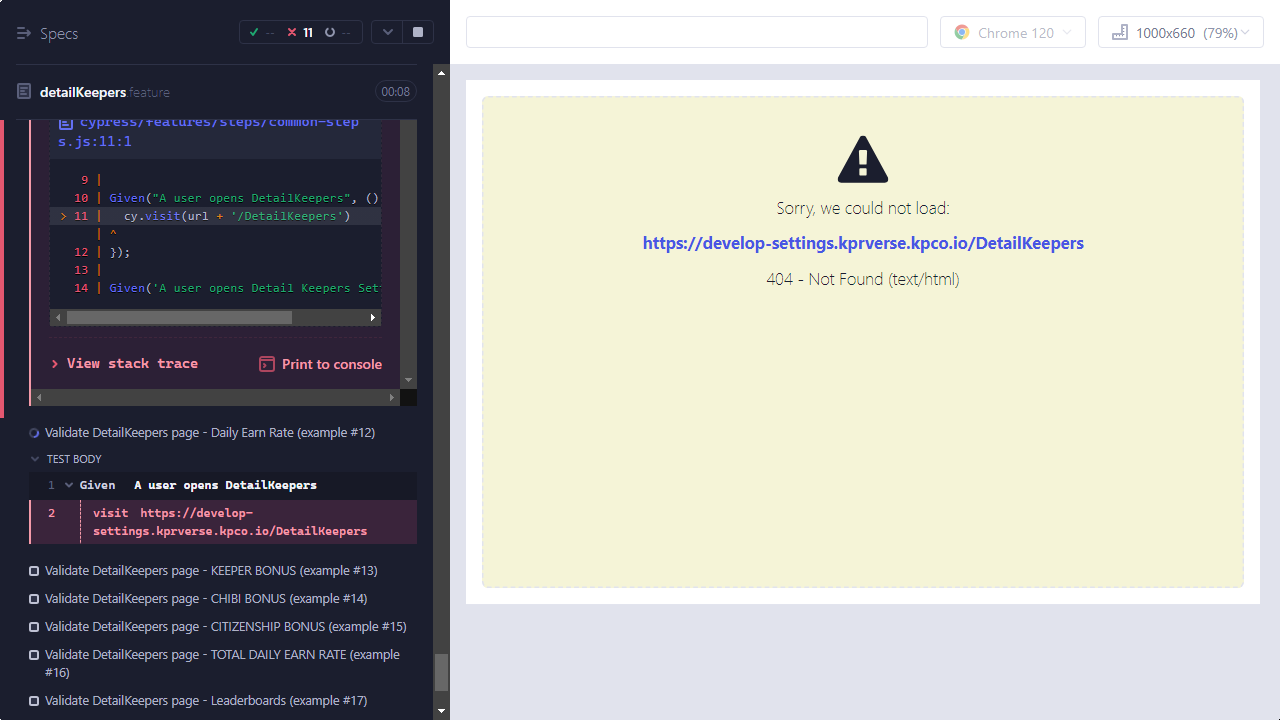 Specs
--
11
--
detailKeepers.feature
00:08
cypress/features/steps/common-step
s.js:11:1
9 |
10 | Given("A user opens DetailKeepers", ()
> 11 | cy.visit(url + '/DetailKeepers')
| ^
12 | });
13 |
14 | Given('A user opens Detail Keepers Set
View stack trace
Print to console
Validate DetailKeepers page - Daily Earn Rate (example #12)
TEST BODY
1 Given A user opens DetailKeepers
2 visit https://develop-
settings.kprverse.kpco.io/DetailKeepers
Validate DetailKeepers page - KEEPER BONUS (example #13)
Validate DetailKeepers page - CHIBI BONUS (example #14)
Validate DetailKeepers page - CITIZENSHIP BONUS (example #15)
Validate DetailKeepers page - TOTAL DAILY EARN RATE (example
#16)
Validate DetailKeepers page - Leaderboards (example #17)
Chrome 120
1000x660 (79%)
Sorry, we could not load:
https://develop-settings.kprverse.kpco.io/DetailKeepers
404 - Not Found (text/html)